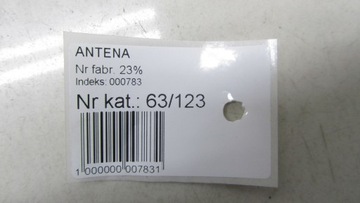 ANTENA
Nr fabr. 23%
Indeks: 000783
Nr kat.: 63/123
1 000000 007831